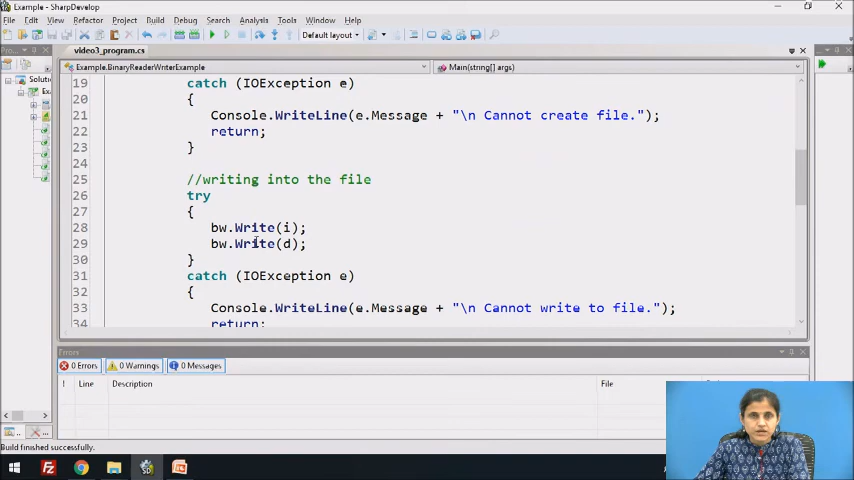 Example - SharpDevelop
File Edit View Refactor Project Build Debug Search Analysis Tools Window Help
Default layout
video3_program.cs
Example.BinaryReaderWriterExample
Main(string[] args)
Solutio
19 catch (IOException e)
20 {
21 Console.WriteLine(e.Message + "\n Cannot create file.");
22 return;
23 }
24
25 //writing into the file
26 try
27 {
28 bw.Write(i);
29 bw.Write(d);
30 }
31 catch (IOException e)
32 {
33 Console.WriteLine(e.Message + "\n Cannot write to file.");
34 return;
Errors
0 Errors 0 Warnings 0 Messages
! Line Description File
Build finished successfully.